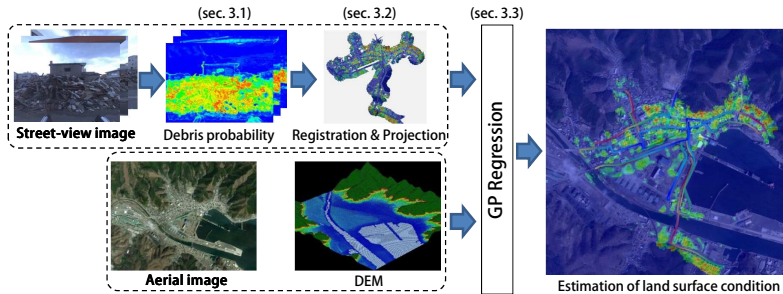 (sec. 3.1)
(sec. 3.2)
(sec. 3.3)
Street-view image
Debris probability
Registration & Projection
GP Regression
Aerial image
DEM
Estimation of land surface condition